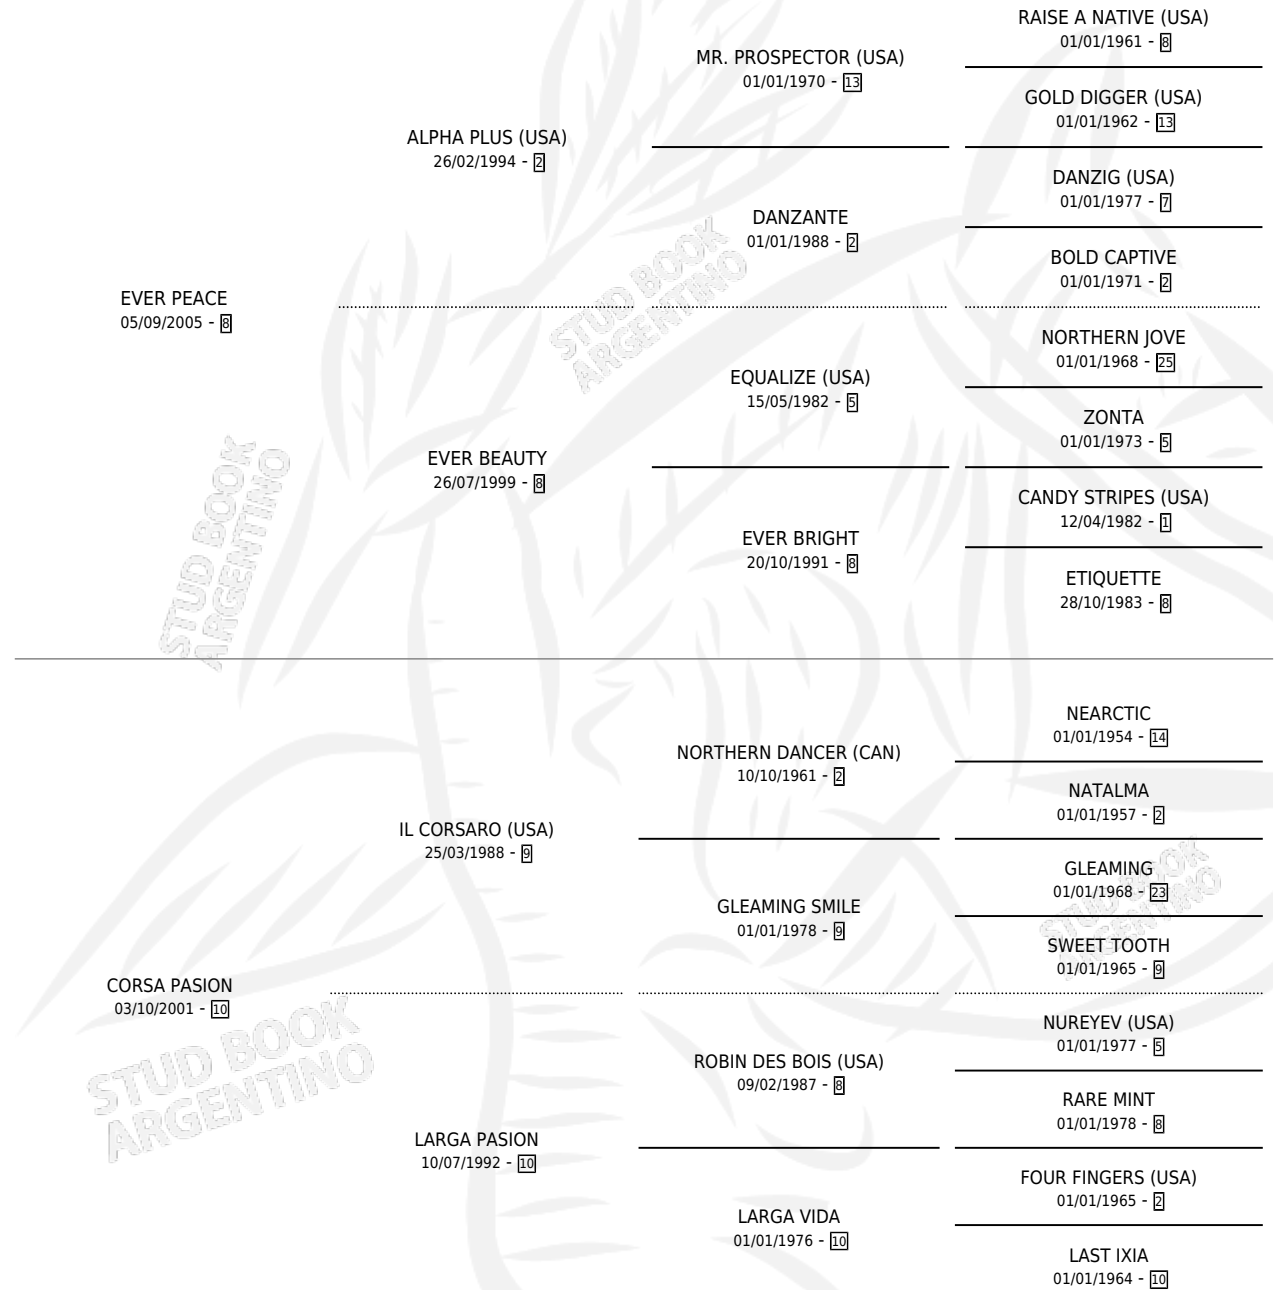 RAISE A NATIVE (USA)
01/01/1961 - 8
MR. PROSPECTOR (USA)
01/01/1970 - 13
GOLD DIGGER (USA)
01/01/1962 - 13
ALPHA PLUS (USA)
26/02/1994 - 2
DANZIG (USA)
01/01/1977 - 7
DANZANTE
01/01/1988 - 2
BOLD CAPTIVE
01/01/1971 - 2
EVER PEACE
05/09/2005 - 8
NORTHERN JOVE
01/01/1968 - 25
EQUALIZE (USA)
15/05/1982 - 5
ZONTA
01/01/1973 - 5
EVER BEAUTY
26/07/1999 - 8
CANDY STRIPES (USA)
12/04/1982 - 1
EVER BRIGHT
20/10/1991 - 8
ETIQUETTE
28/10/1983 - 8
NEARCTIC
01/01/1954 - 14
NORTHERN DANCER (CAN)
10/10/1961 - 2
NATALMA
01/01/1957 - 2
IL CORSARO (USA)
25/03/1988 - 9
GLEAMING
01/01/1968 - 23
GLEAMING SMILE
01/01/1978 - 9
SWEET TOOTH
01/01/1965 - 9
CORSA PASION
03/10/2001 - 10
NUREYEV (USA)
01/01/1977 - 5
ROBIN DES BOIS (USA)
09/02/1987 - 8
RARE MINT
01/01/1978 - 8
LARGA PASION
10/07/1992 - 10
FOUR FINGERS (USA)
01/01/1965 - 2
LARGA VIDA
01/01/1976 - 10
LAST IXIA
01/01/1964 - 10
STUD BOOK
ARGENTINO
STUD BOOK
ARGENTINO
STUD BOOK
ARGENTINO
STUD BOOK
ARGENTINO